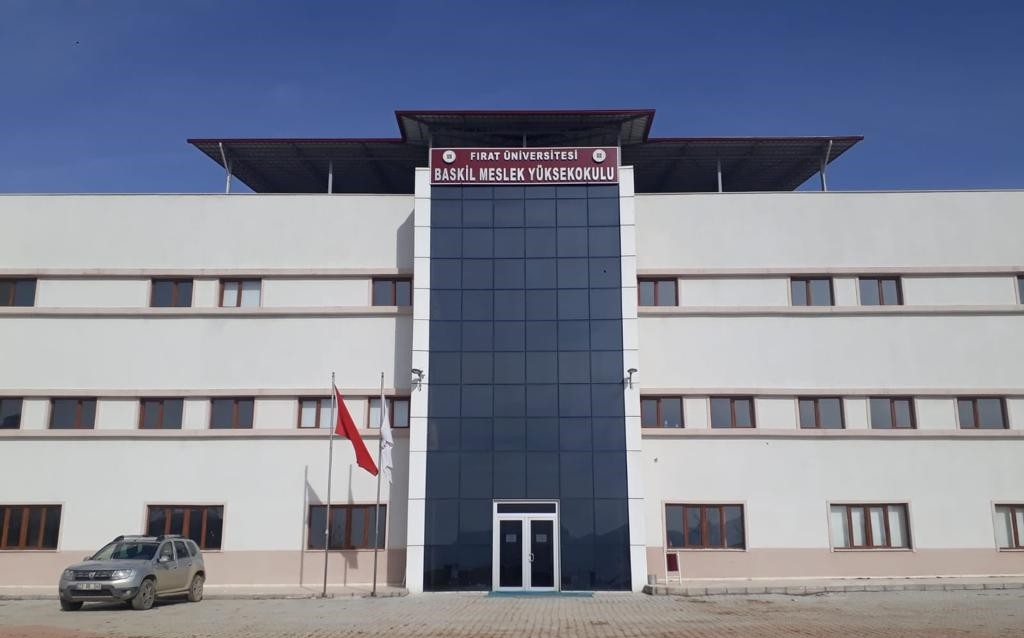 FIRAT ÜNİVERSİTESİ
BASKİL MESLEK YÜKSEKOKULU